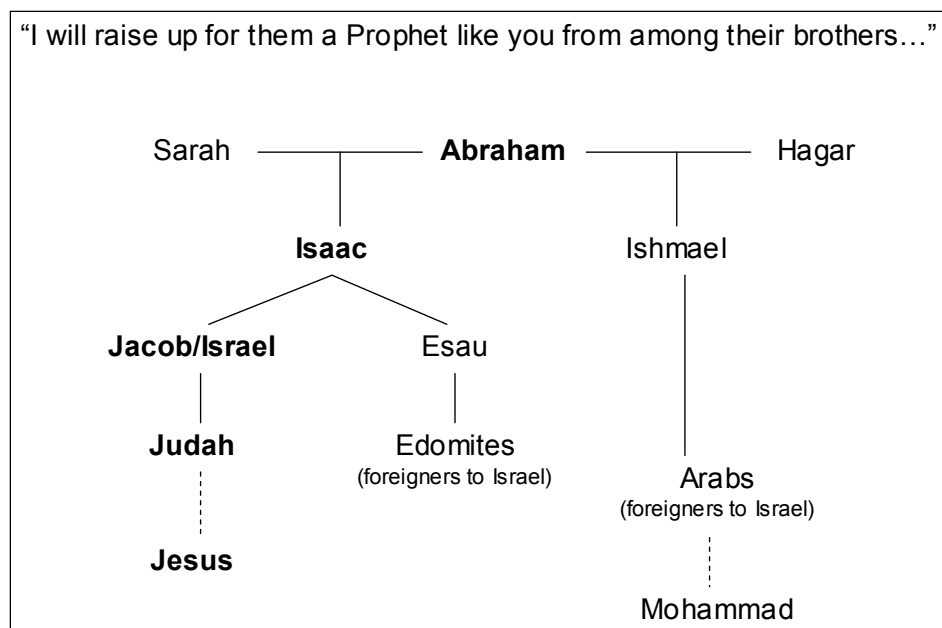 “I will raise up for them a Prophet like you from among their brothers…”
Sarah Abraham Hagar
Isaac Ishmael
Jacob/Israel Esau
Judah Edomites
(foreigners to Israel)
Arabs
(foreigners to Israel)
Jesus
Mohammad